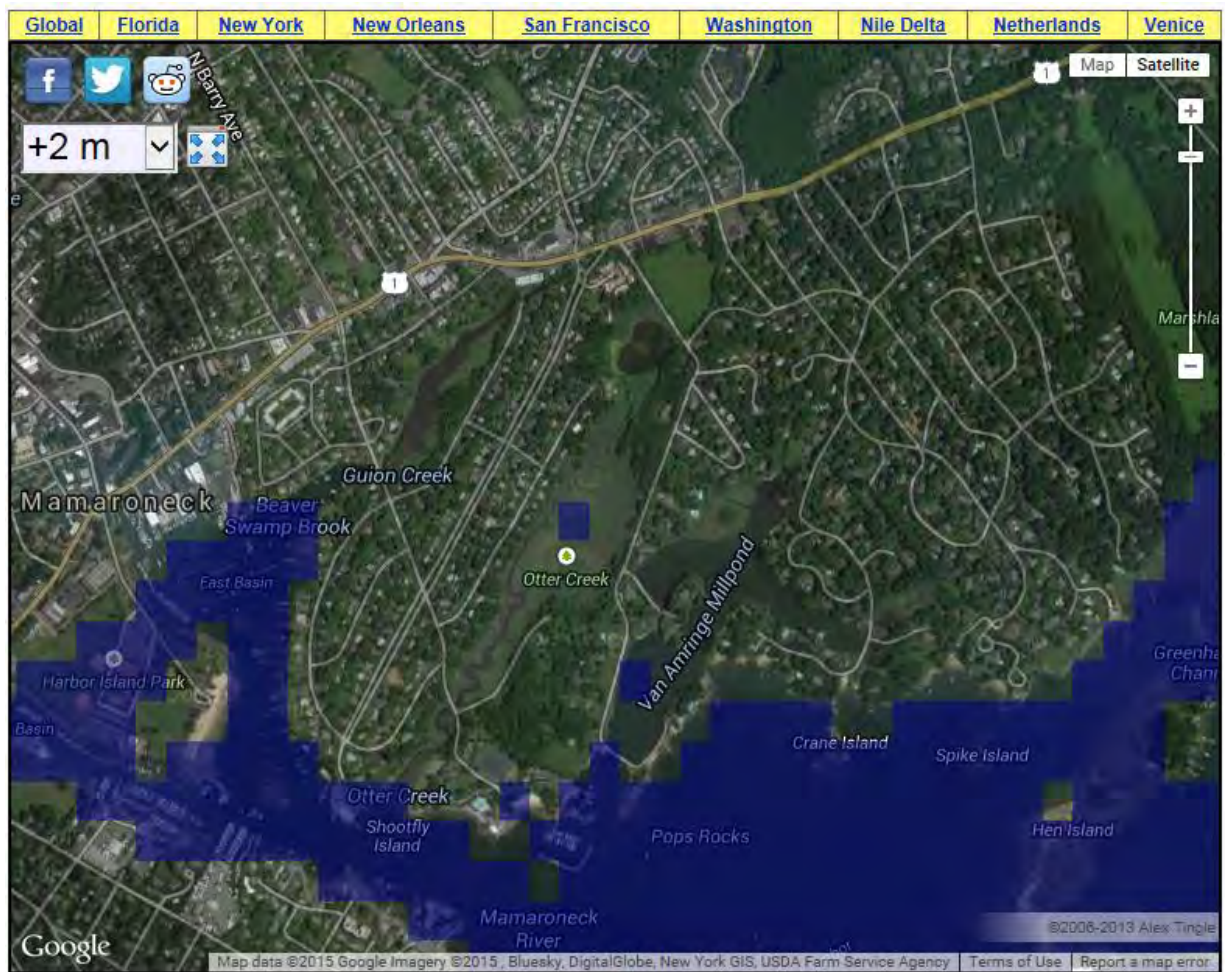 Global Florida New York New Orleans San Francisco Washington Nile Delta Netherlands Venice
f
N Barry Ave
1
Map Satellite
+
+2 m
e
1
Marshla
−
Guion Creek
Mamaroneck
Beaver
Swamp Brook
Otter Creek
East Basin
Van Amringe Millpond
Harbor Island Park
Greenha
Chann
Basin
Crane Island
Spike Island
Otter Creek
Shootfly
Island
Pops Rocks
Hen Island
Mamaroneck
River
©2006-2013 Alex Tingle
Google
Map data ©2015 Google Imagery ©2015 , Bluesky, DigitalGlobe, New York GIS, USDA Farm Service Agency Terms of Use Report a map error